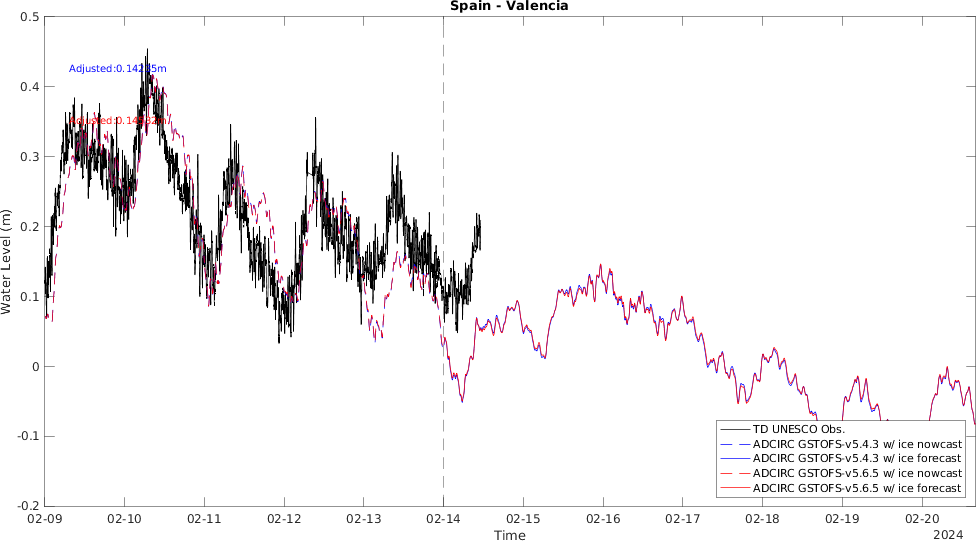 Spain - Valencia
0.5
0.4
0.3
0.2
0.1
0
-0.1
-0.2
Water Level (m)
02-09 02-10 02-11 02-12 02-13 02-14 02-15 02-16 02-17 02-18 02-19 02-20
Time
2024
TD UNESCO Obs.
ADCIRC GSTOFS-v5.4.3 w/ ice nowcast
ADCIRC GSTOFS-v5.4.3 w/ ice forecast
ADCIRC GSTOFS-v5.6.5 w/ ice nowcast
ADCIRC GSTOFS-v5.6.5 w/ ice forecast